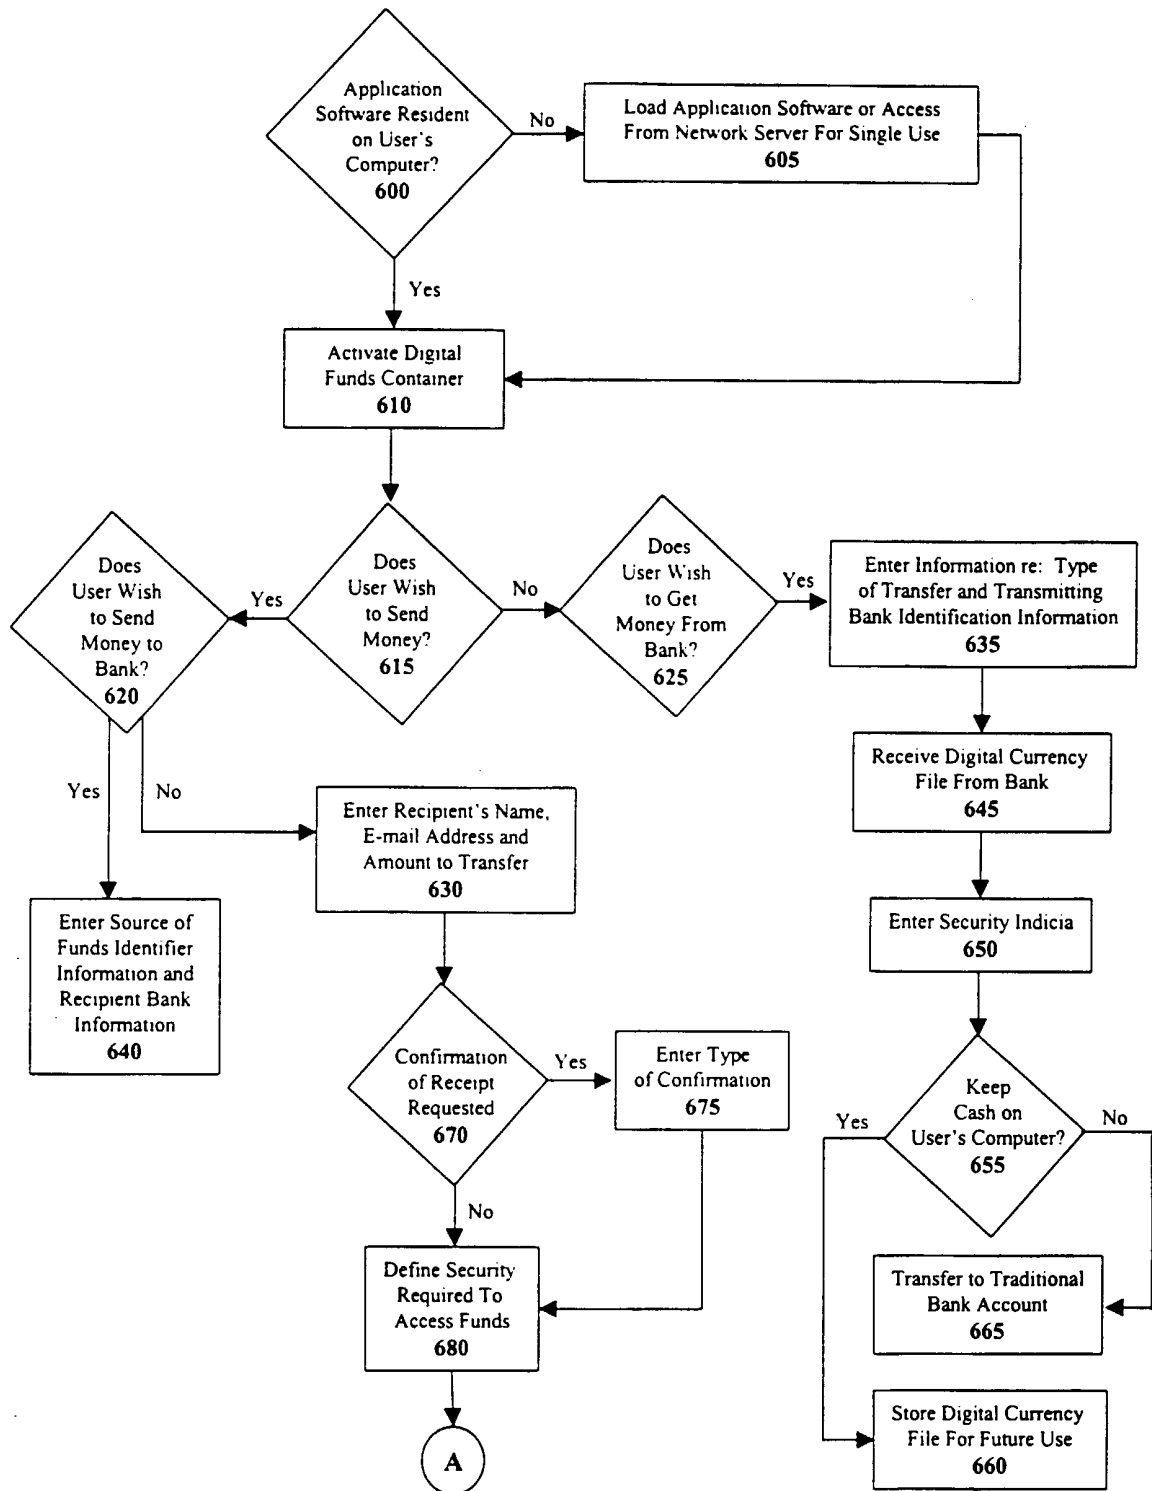 Application
Software Resident
on User's
Computer?
600
No
Load Application Software or Access
From Network Server For Single Use
605
Yes
Activate Digital
Funds Container
610
Does
User Wish
to Send
Money to
Bank?
620
Yes
Does
User Wish
to Send
Money?
615
No
Does
User Wish
to Get
Money From
Bank?
625
Yes
Enter Information re: Type
of Transfer and Transmitting
Bank Identification Information
635
Receive Digital Currency
File From Bank
645
Yes
No
Enter Recipient's Name,
E-mail Address and
Amount to Transfer
630
Enter Source of
Funds Identifier
Information and
Recipient Bank
Information
640
Enter Security Indicia
650
Confirmation
of Receipt
Requested
670
Yes
Enter Type
of Confirmation
675
Yes
Keep
Cash on
User's Computer?
655
No
No
Define Security
Required To
Access Funds
680
Transfer to Traditional
Bank Account
665
Store Digital Currency
File For Future Use
660
A